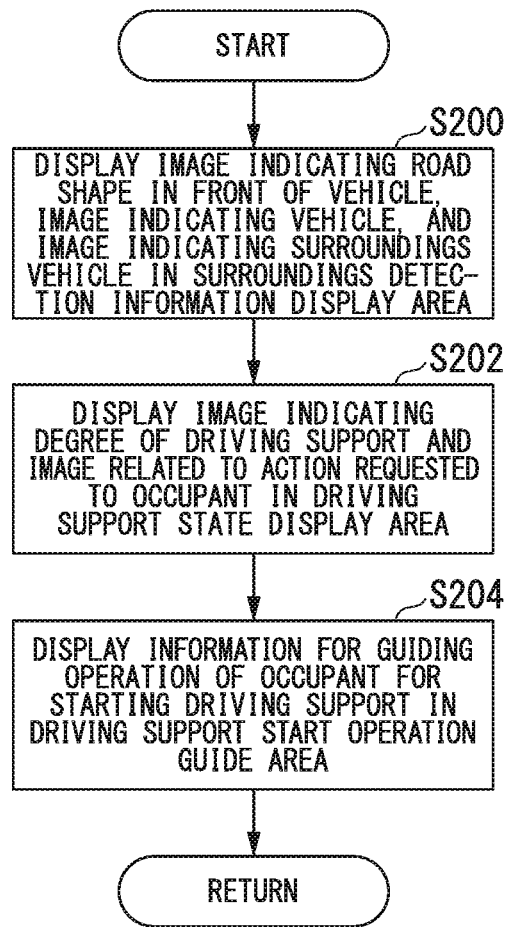 START
S200
DISPLAY IMAGE INDICATING ROAD
SHAPE IN FRONT OF VEHICLE,
IMAGE INDICATING VEHICLE, AND
IMAGE INDICATING SURROUNDINGS
VEHICLE IN SURROUNDINGS DETEC-
TION INFORMATION DISPLAY AREA
S202
DISPLAY IMAGE INDICATING
DEGREE OF DRIVING SUPPORT AND
IMAGE RELATED TO ACTION REQUESTED
TO OCCUPANT IN DRIVING
SUPPORT STATE DISPLAY AREA
S204
DISPLAY INFORMATION FOR GUIDING
OPERATION OF OCCUPANT FOR
STARTING DRIVING SUPPORT IN
DRIVING SUPPORT START OPERATION
GUIDE AREA
RETURN